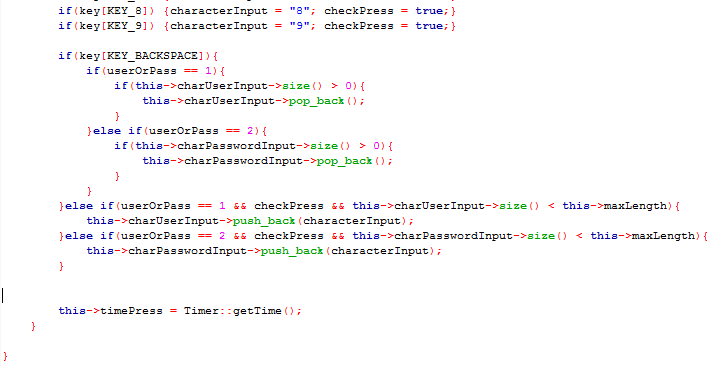 if(key[KEY_8]) {characterInput = "8"; checkPress = true;}
if(key[KEY_9]) {characterInput = "9"; checkPress = true;}
if(key[KEY_BACKSPACE]){
if(userOrPass == 1){
if(this->charUserInput->size() > 0){
this->charUserInput->pop_back();
}
}else if(userOrPass == 2){
if(this->charPasswordInput->size() > 0){
this->charPasswordInput->pop_back();
}
}
}else if(userOrPass == 1 && checkPress && this->charUserInput->size() < this->maxLength){
this->charUserInput->push_back(characterInput);
}else if(userOrPass == 2 && checkPress && this->charPasswordInput->size() < this->maxLength){
this->charPasswordInput->push_back(characterInput);
}
this->timePress = Timer::getTime();
}
}